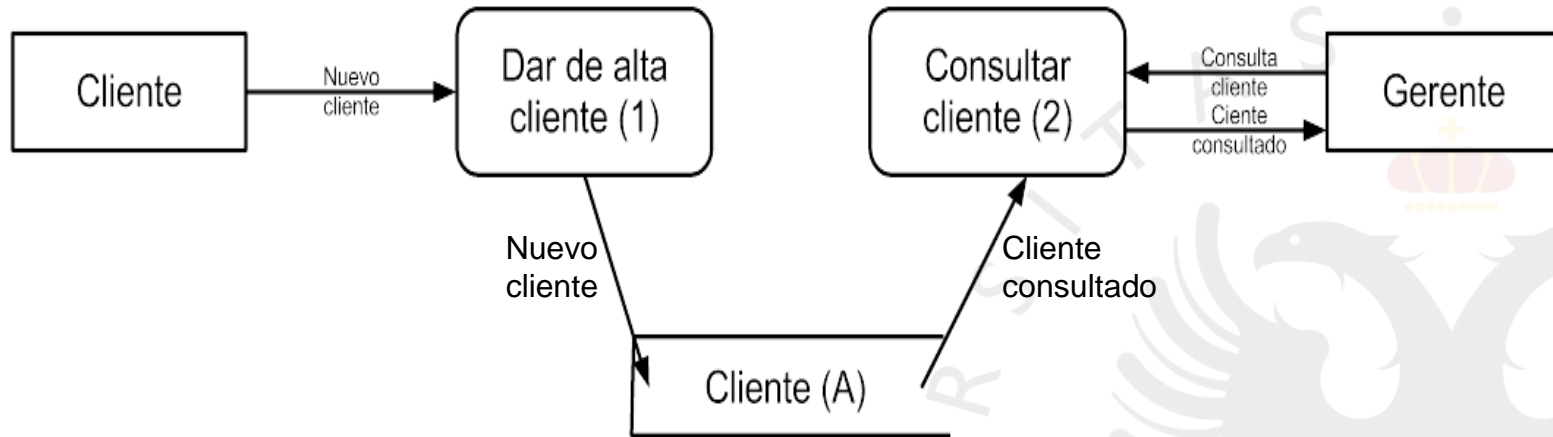 Cliente
Nuevo
cliente
Dar de alta
cliente (1)
Consultar
cliente (2)
Consulta
cliente
Ciente
consultado
Gerente
Nuevo
cliente
Cliente
consultado
Cliente (A)
R S I T A S